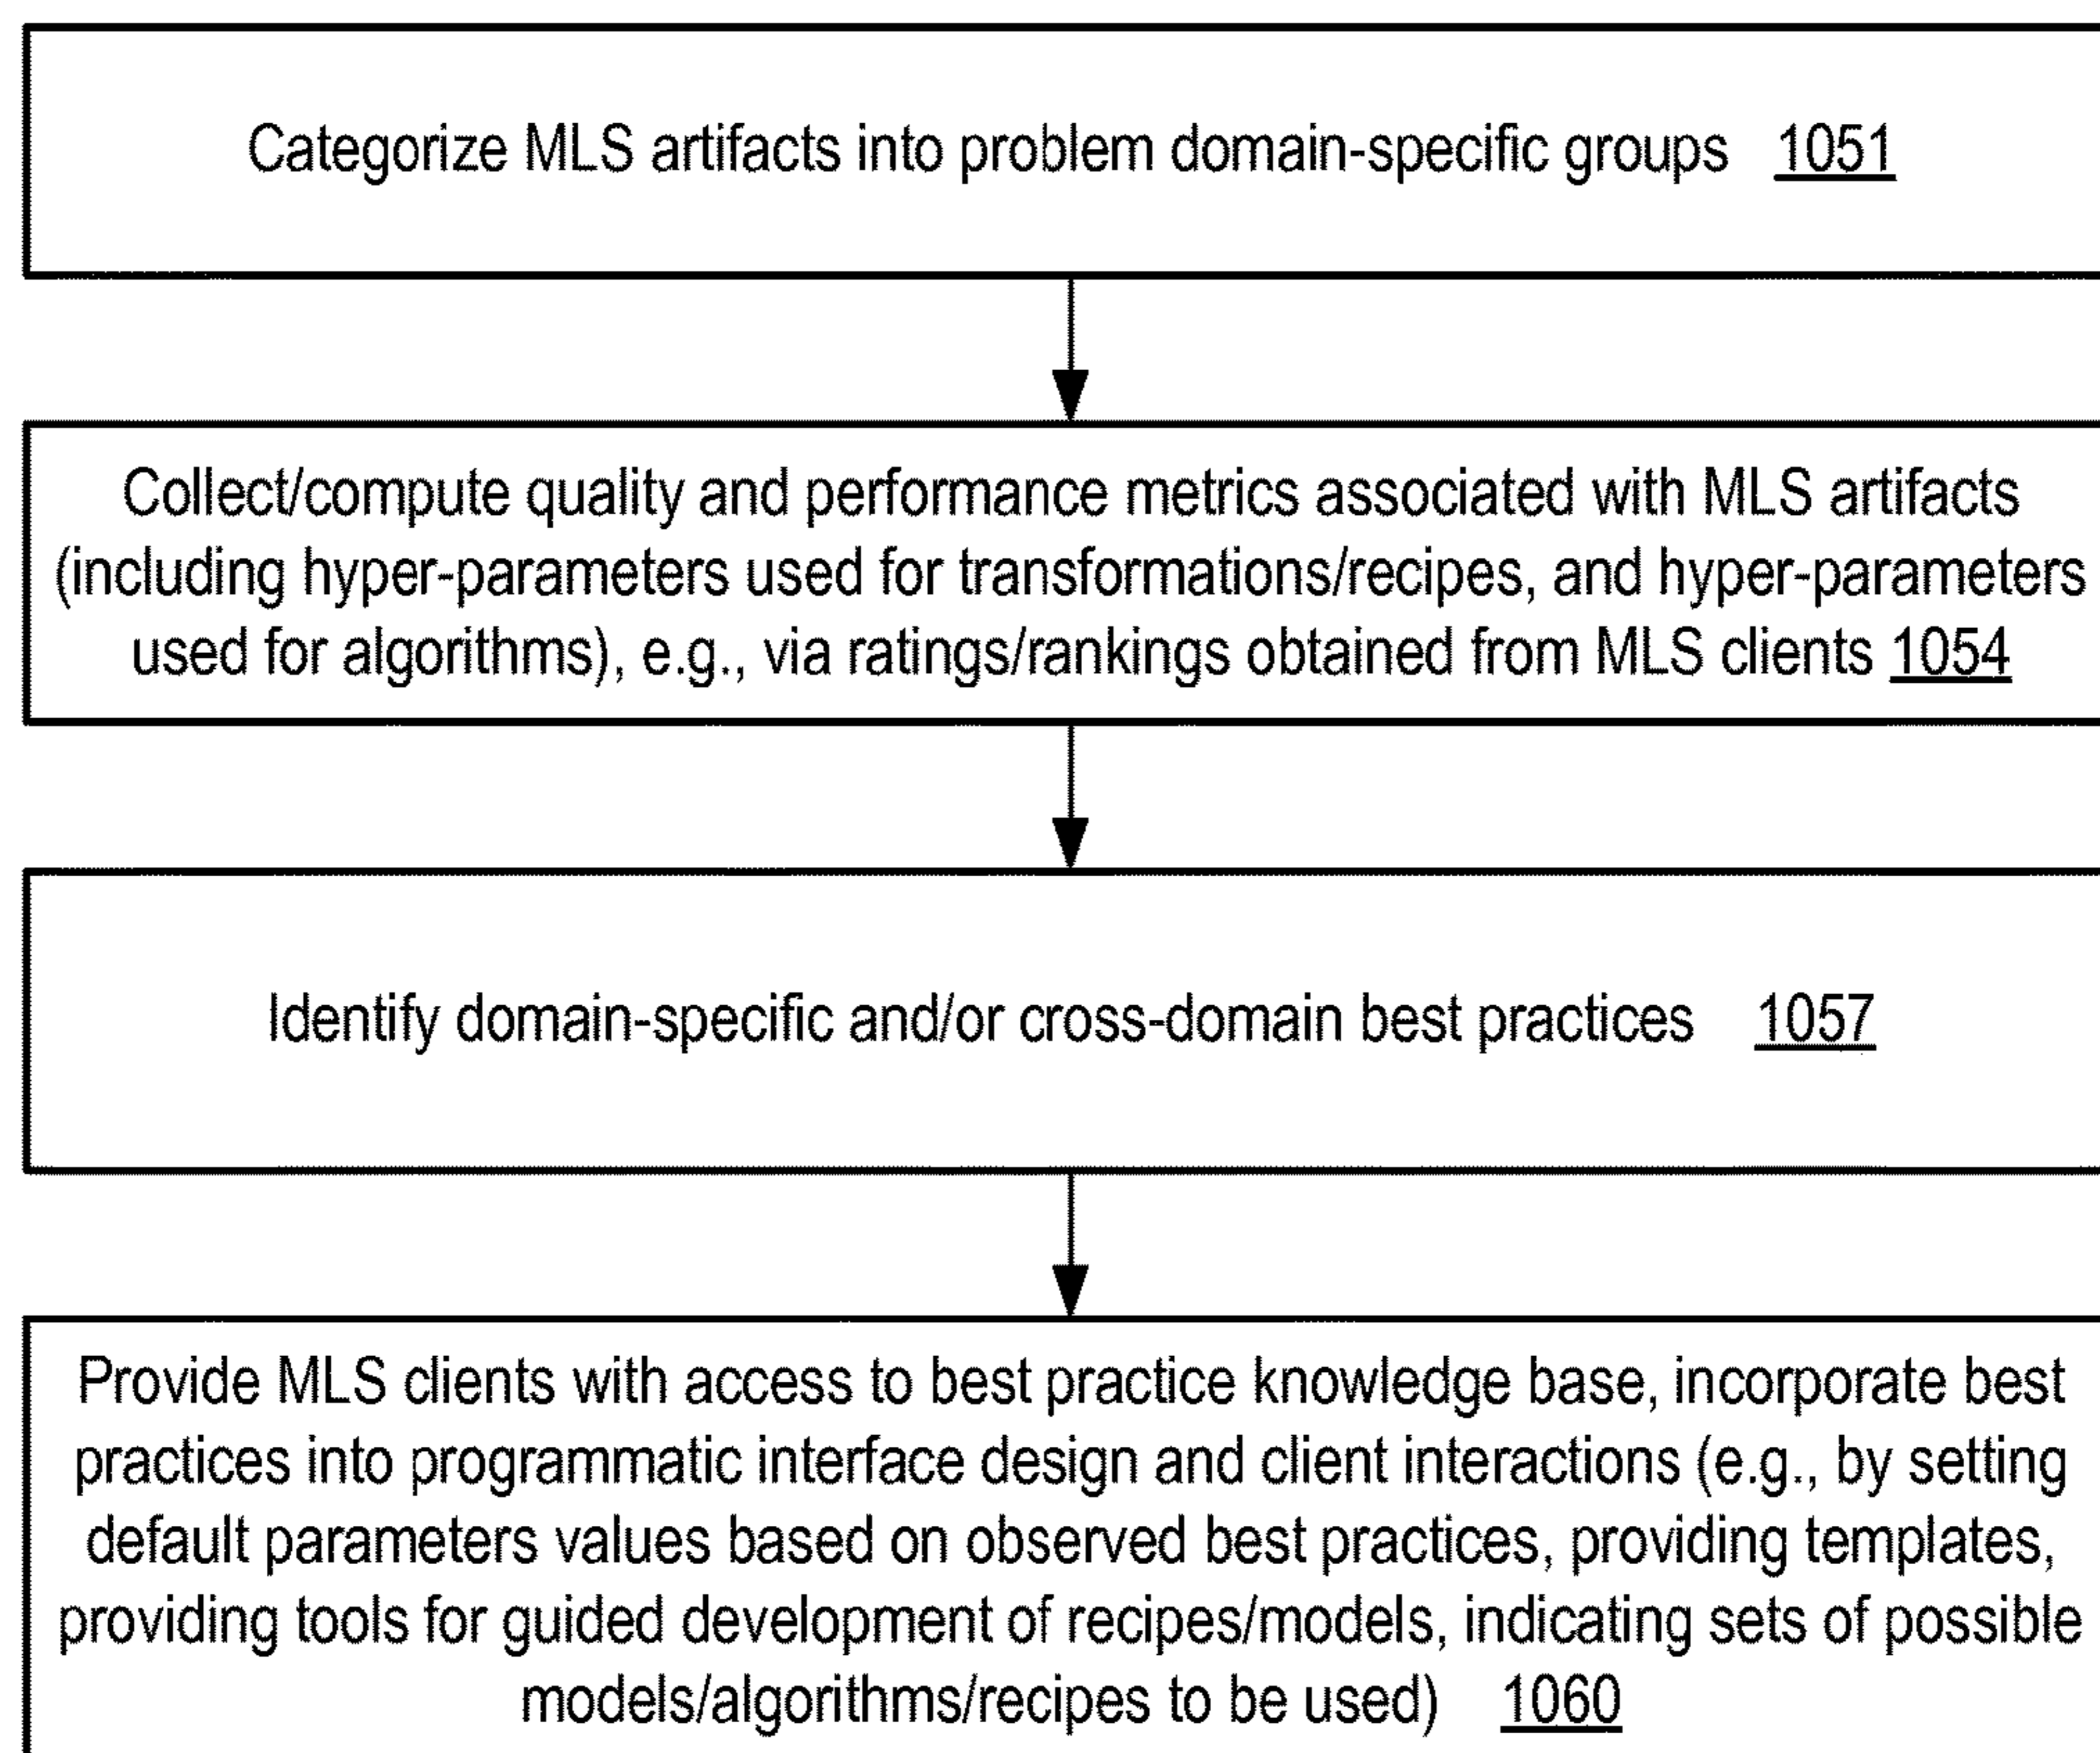 Categorize MLS artifacts into problem domain-specific groups 1051
Collect/compute quality and performance metrics associated with MLS artifacts
(including hyper-parameters used for transformations/recipes, and hyper-parameters
used for algorithms), e.g., via ratings/rankings obtained from MLS clients 1054
Identify domain-specific and/or cross-domain best practices 1057
Provide MLS clients with access to best practice knowledge base, incorporate best
practices into programmatic interface design and client interactions (e.g., by setting
default parameters values based on observed best practices, providing templates,
providing tools for guided development of recipes/models, indicating sets of possible
models/algorithms/recipes to be used) 1060